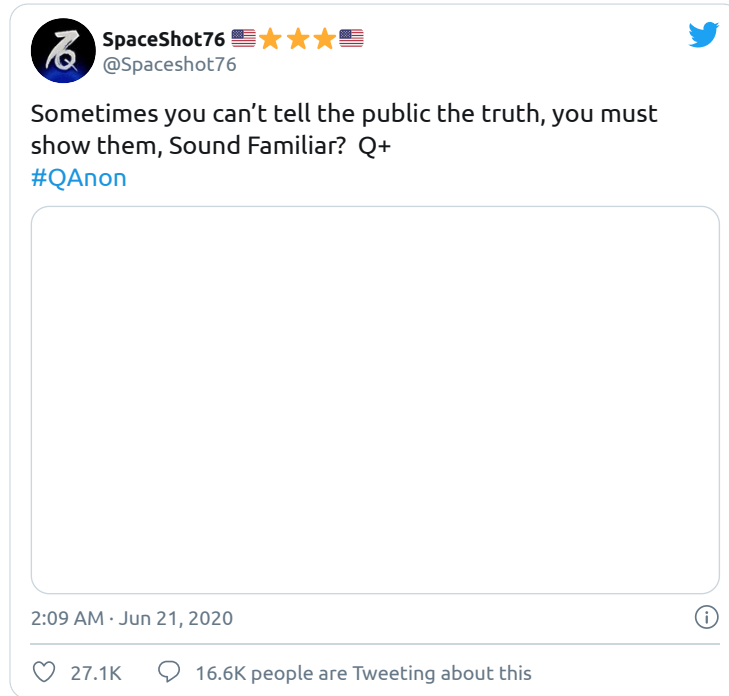 SpaceShot76 🇺🇸⭐⭐⭐🇺🇸
@Spaceshot76
Sometimes you can’t tell the public the truth, you must
show them, Sound Familiar?  Q+
#QAnon
2:09 AM · Jun 21, 2020
27.1K 16.6K people are Tweeting about this